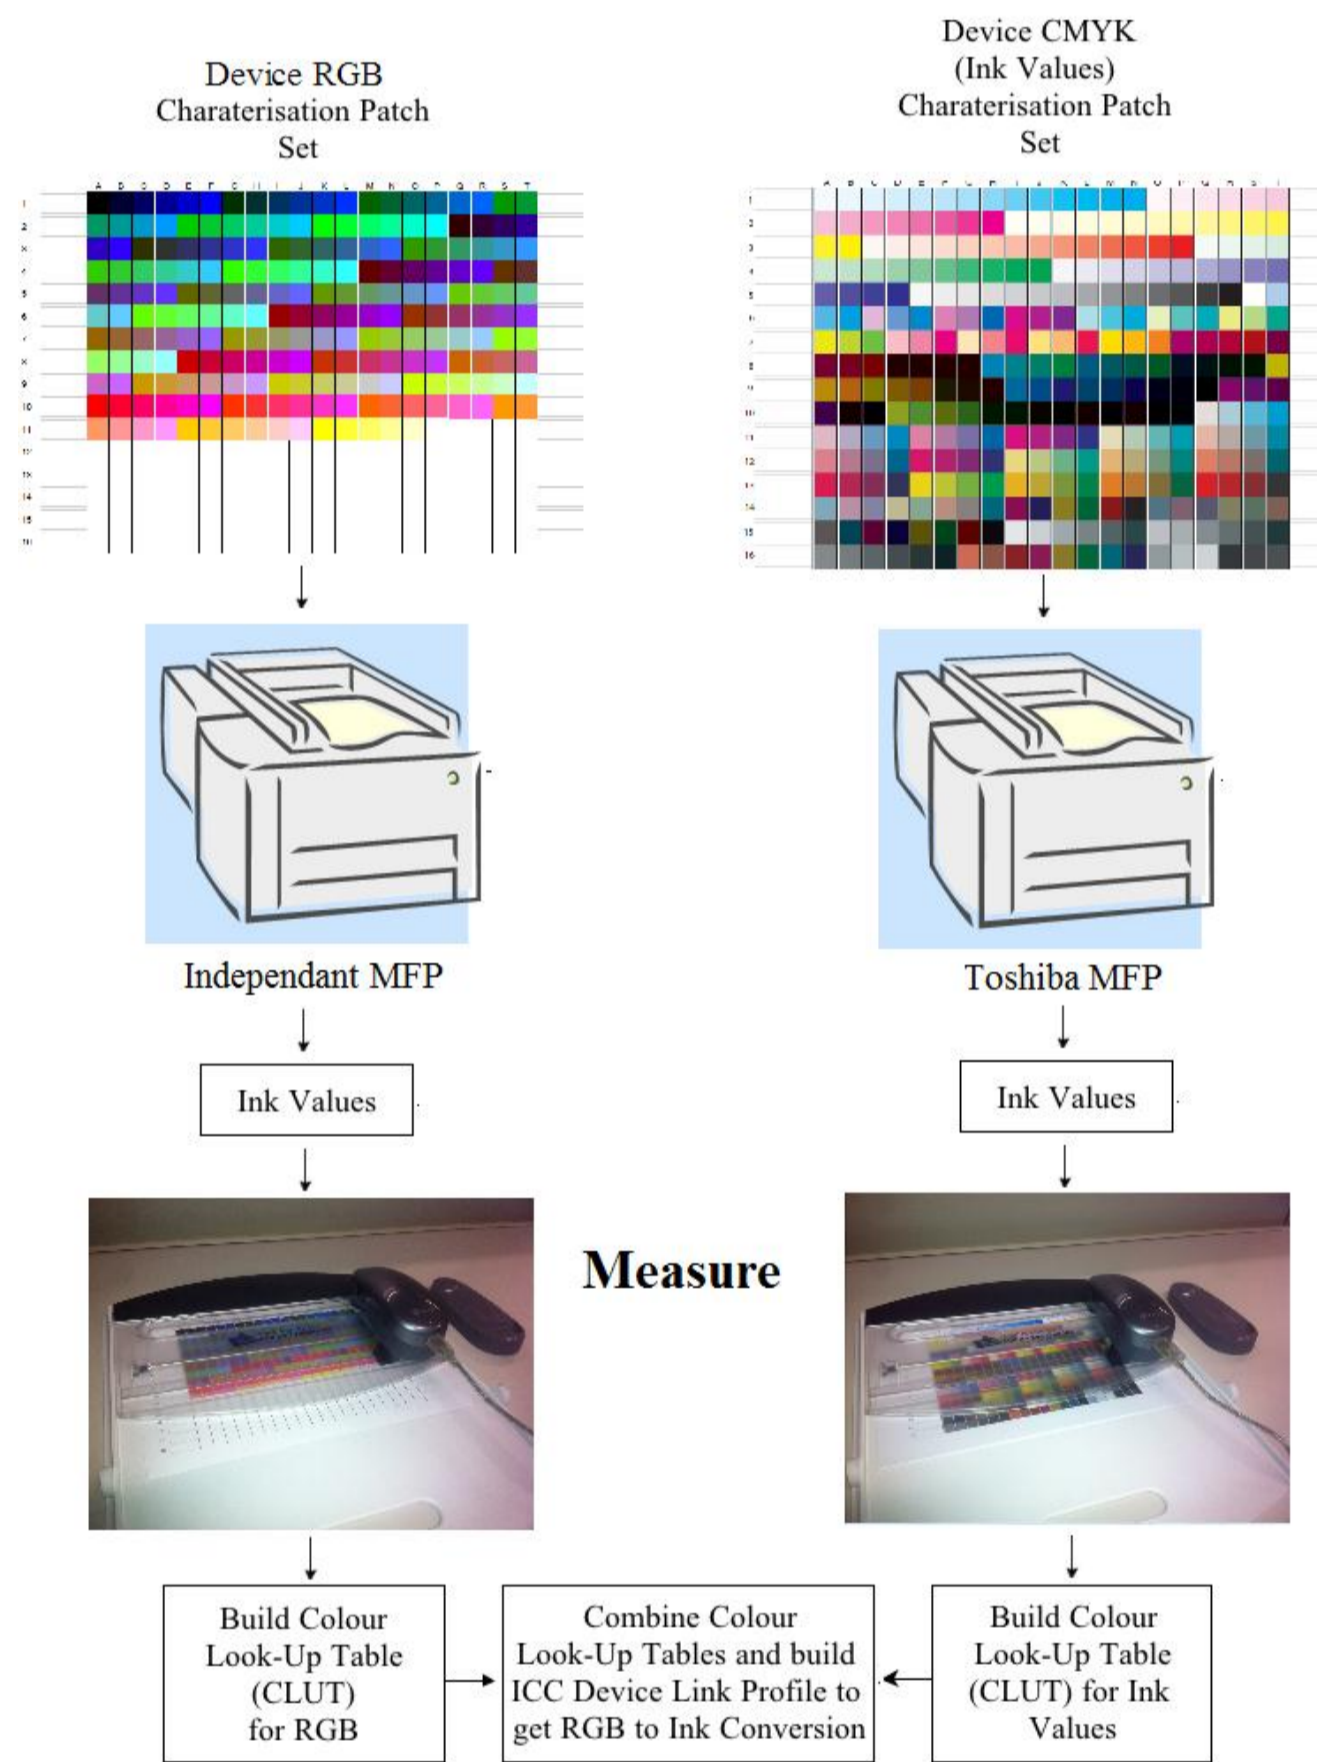 Device RGB
Charaterisation Patch
Set
Device CMYK
(Ink Values)
Charaterisation Patch
Set
Independant MFP
Toshiba MFP
Ink Values
Ink Values
Measure
Build Colour
Look-Up Table
(CLUT)
for RGB
Combine Colour
Look-Up Tables and build
ICC Device Link Profile to
get RGB to Ink Conversion
Build Colour
Look-Up Table
(CLUT) for Ink
Values